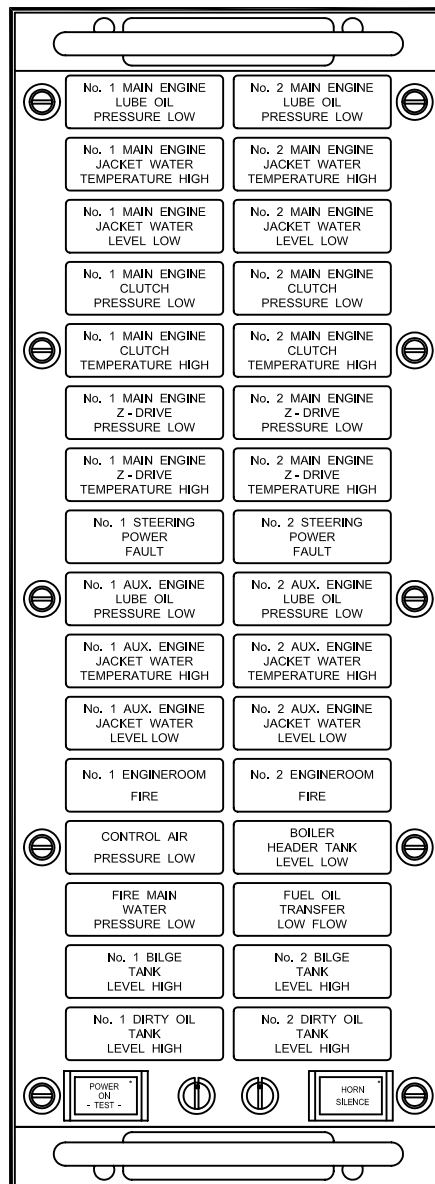 No. 1 MAIN ENGINE
LUBE OIL
PRESSURE LOW
No. 2 MAIN ENGINE
LUBE OIL
PRESSURE LOW
No. 1 MAIN ENGINE
JACKET WATER
TEMPERATURE HIGH
No. 2 MAIN ENGINE
JACKET WATER
TEMPERATURE HIGH
No. 1 MAIN ENGINE
JACKET WATER
LEVEL LOW
No. 2 MAIN ENGINE
JACKET WATER
LEVEL LOW
No. 1 MAIN ENGINE
CLUTCH
PRESSURE LOW
No. 2 MAIN ENGINE
CLUTCH
PRESSURE LOW
No. 1 MAIN ENGINE
CLUTCH
TEMPERATURE HIGH
No. 2 MAIN ENGINE
CLUTCH
TEMPERATURE HIGH
No. 1 MAIN ENGINE
Z - DRIVE
PRESSURE LOW
No. 2 MAIN ENGINE
Z - DRIVE
PRESSURE LOW
No. 1 MAIN ENGINE
Z - DRIVE
TEMPERATURE HIGH
No. 2 MAIN ENGINE
Z - DRIVE
TEMPERATURE HIGH
No. 1 STEERING
POWER
FAULT
No. 2 STEERING
POWER
FAULT
No. 1 AUX. ENGINE
LUBE OIL
PRESSURE LOW
No. 2 AUX. ENGINE
LUBE OIL
PRESSURE LOW
No. 1 AUX. ENGINE
JACKET WATER
TEMPERATURE HIGH
No. 2 AUX. ENGINE
JACKET WATER
TEMPERATURE HIGH
No. 1 AUX. ENGINE
JACKET WATER
LEVEL LOW
No. 2 AUX. ENGINE
JACKET WATER
LEVEL LOW
No. 1 ENGINEROOM
FIRE
No. 2 ENGINEROOM
FIRE
CONTROL AIR
PRESSURE LOW
BOILER
HEADER TANK
LEVEL LOW
FIRE MAIN
WATER
PRESSURE LOW
FUEL OIL
TRANSFER
LOW FLOW
No. 1 BILGE
TANK
LEVEL HIGH
No. 2 BILGE
TANK
LEVEL HIGH
No. 1 DIRTY OIL
TANK
LEVEL HIGH
No. 2 DIRTY OIL
TANK
LEVEL HIGH
POWER
ON
- TEST -
HORN
SILENCE